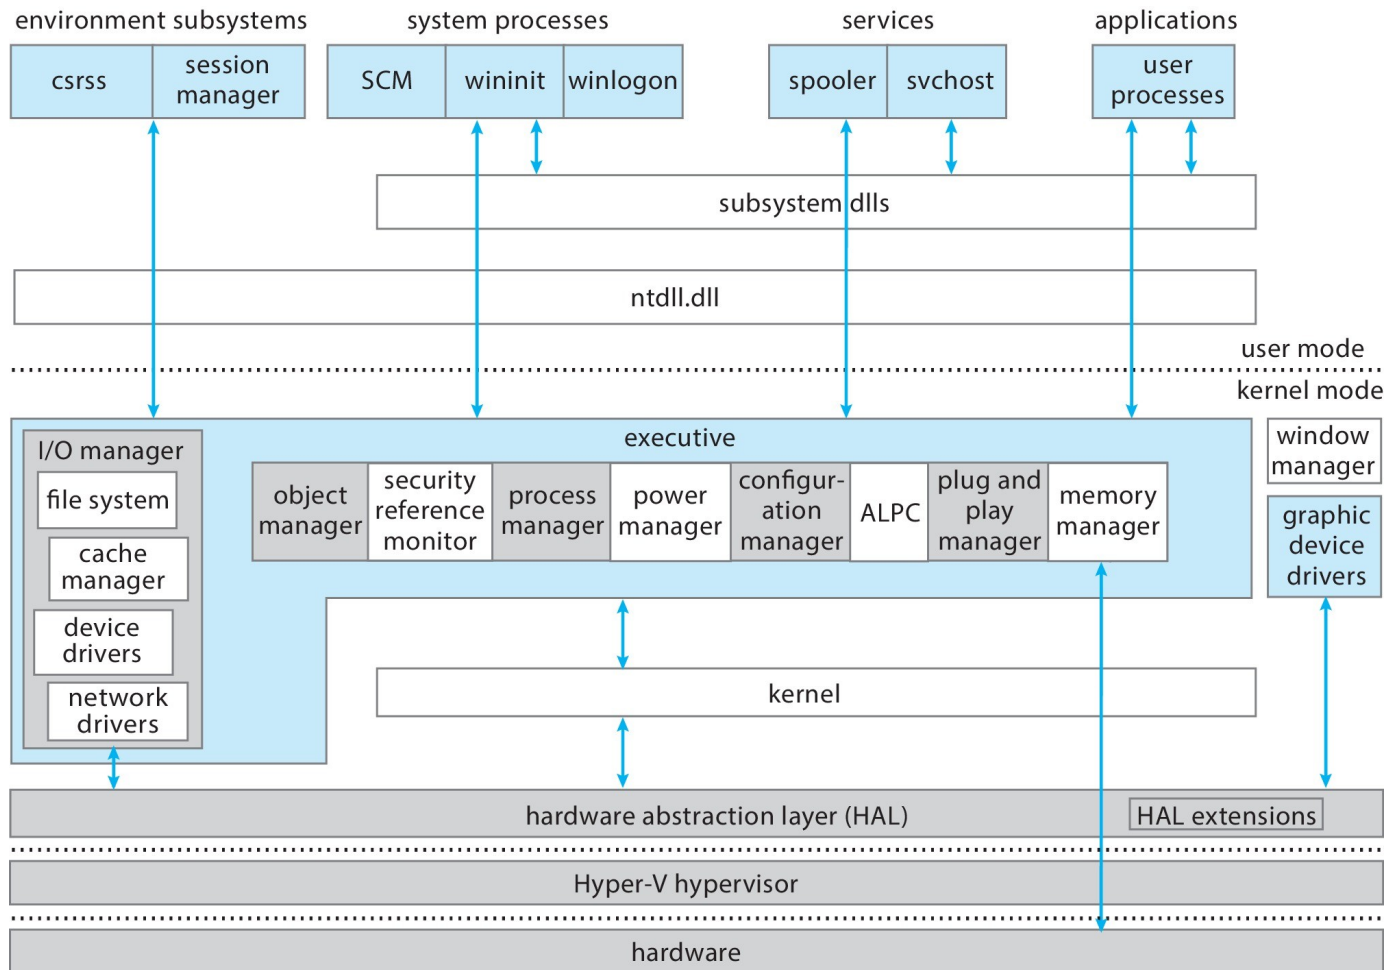 environment subsystems
system processes
services
applications
csrss
session
manager
SCM
wininit
winlogon
spooler
svchost
user
processes
subsystem dlls
ntdll.dll
user mode
kernel mode
executive
I/O manager
file system
cache
manager
device
drivers
network
drivers
object
manager
security
reference
monitor
process
manager
power
manager
configur-
ation
manager
ALPC
plug and
play
manager
memory
manager
window
manager
graphic
device
drivers
kernel
hardware abstraction layer (HAL)
HAL extensions
Hyper-V hypervisor
hardware